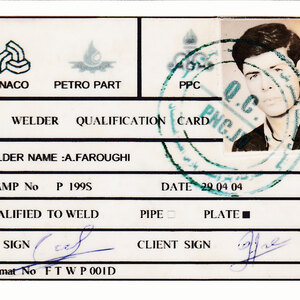 NACO PETRO PART PPC
WELDER QUALIFICATION CARD
LDER NAME :A.FAROUGHI
AMP No P 199S DATE 29 04 04
ALIFIED TO WELD PIPE □ PLATE ■
SIGN CLIENT SIGN
rmat No F T W P 001D
Q.C.